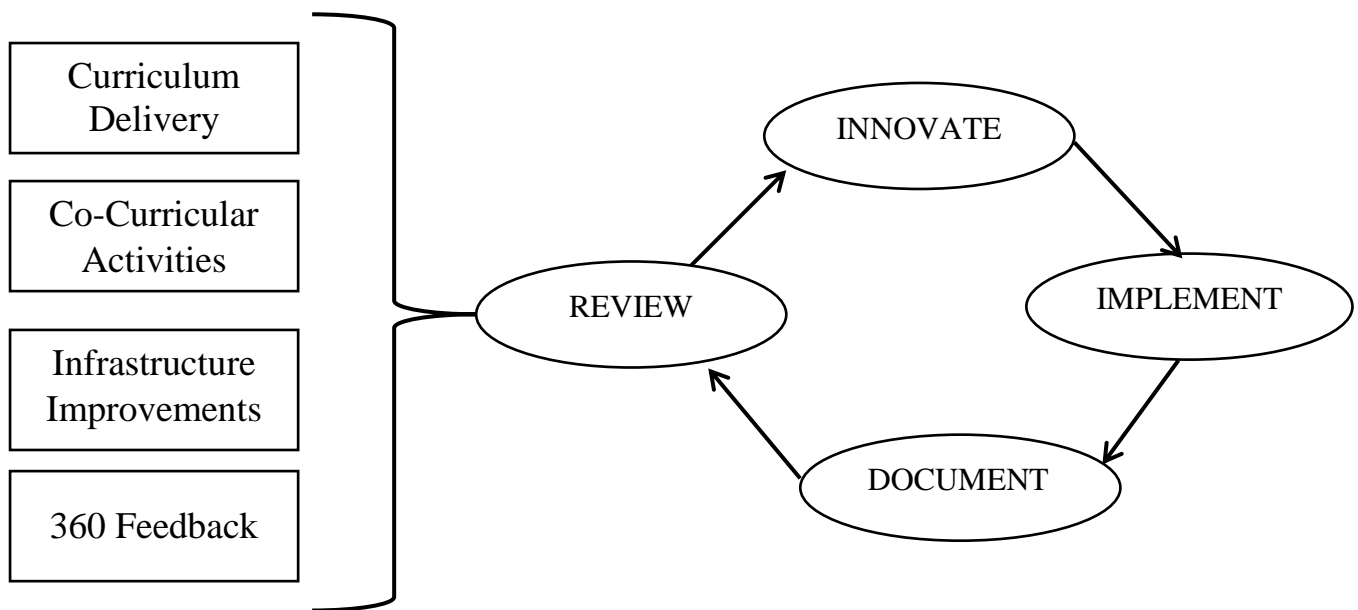 Curriculum
Delivery
Co-Curricular
Activities
Infrastructure
Improvements
360 Feedback
INNOVATE
REVIEW
IMPLEMENT
DOCUMENT